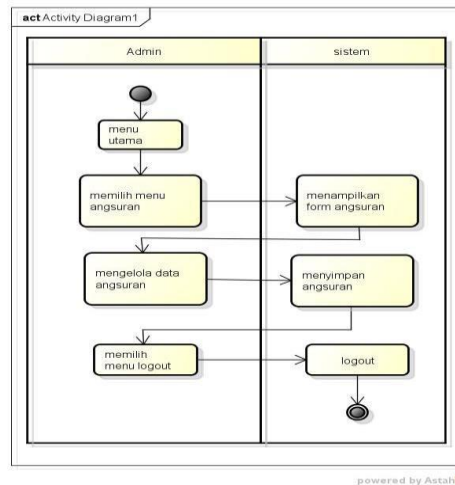 act Activity Diagram1
Admin
sistem
menu
utama
memilih menu
angsuran
menampilkan
form angsuran
mengelola data
angsuran
menyimpan
angsuran
memilih
menu logout
logout
powered by Astah